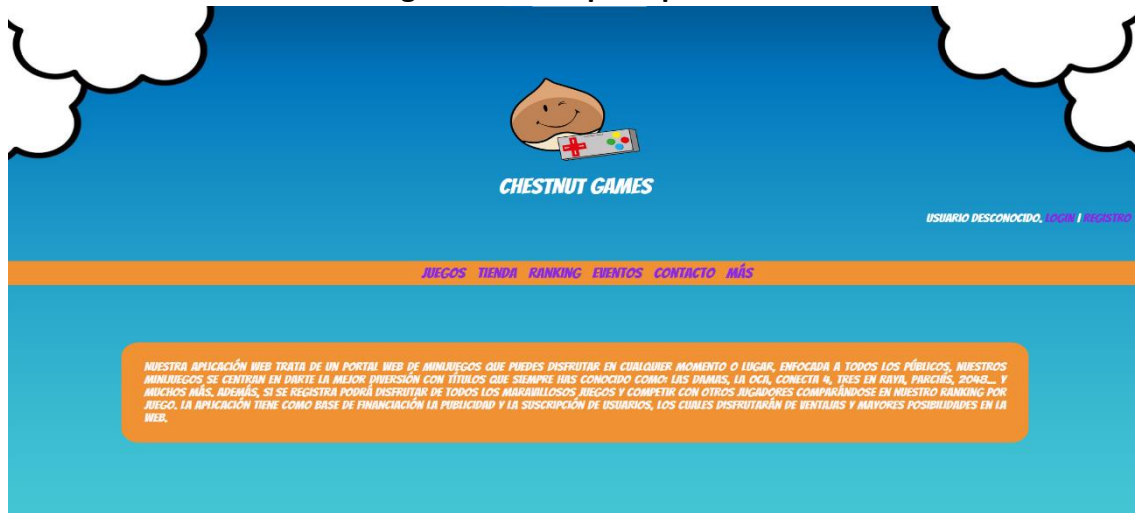 CHESTNUT GAMES
USUARIO DESCONOCIDO. LOGIN | REGISTRO
JUEGOS TIENDA RANKING EVENTOS CONTACTO MÁS
NUESTRA APLICACIÓN WEB TRATA DE UN PORTAL WEB DE MINIJUEGOS QUE PUEDES DISFRUTAR EN CUALQUIER MOMENTO O LUGAR, ENFOCADA A TODOS LOS PÚBLICOS, NUESTROS
MINIJUEGOS SE CENTRAN EN DARTE LA MEJOR DIVERSIÓN CON TÍTULOS QUE SIEMPRE HAS CONOCIDO COMO: LAS DAMAS, LA OCA, CONECTA 4, TRES EN RAYA, PARCHÍS, 2048... Y
MUCHOS MÁS. ADEMÁS, SI SE REGISTRA PODRÁ DISFRUTAR DE TODOS LOS MARAVILLOSOS JUEGOS Y COMPETIR CON OTROS JUGADORES COMPARÁNDOSE EN NUESTRO RANKING POR
JUEGO. LA APLICACIÓN TIENE COMO BASE DE FINANCIACIÓN LA PUBLICIDAD Y LA SUSCRIPCIÓN DE USUARIOS, LOS CUALES DISFRUTARÁN DE VENTAJAS Y MAYORES POSIBILIDADES EN LA
WEB.